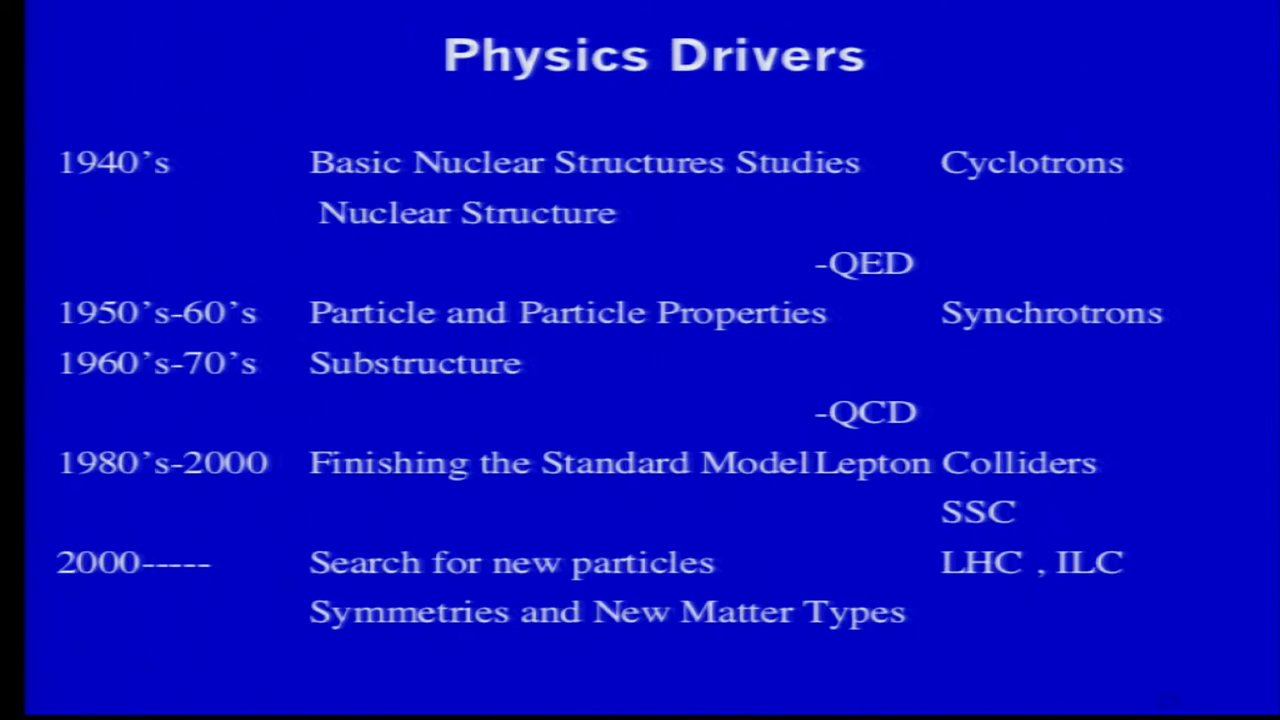 Physics Drivers
1940's Basic Nuclear Structures Studies Cyclotrons
Nuclear Structure
-QED
1950's-60's Particle and Particle Properties Synchrotrons
1960's-70's Substructure
-QCD
1980's-2000 Finishing the Standard Model Lepton Colliders
SSC
2000----- Search for new particles LHC , ILC
Symmetries and New Matter Types